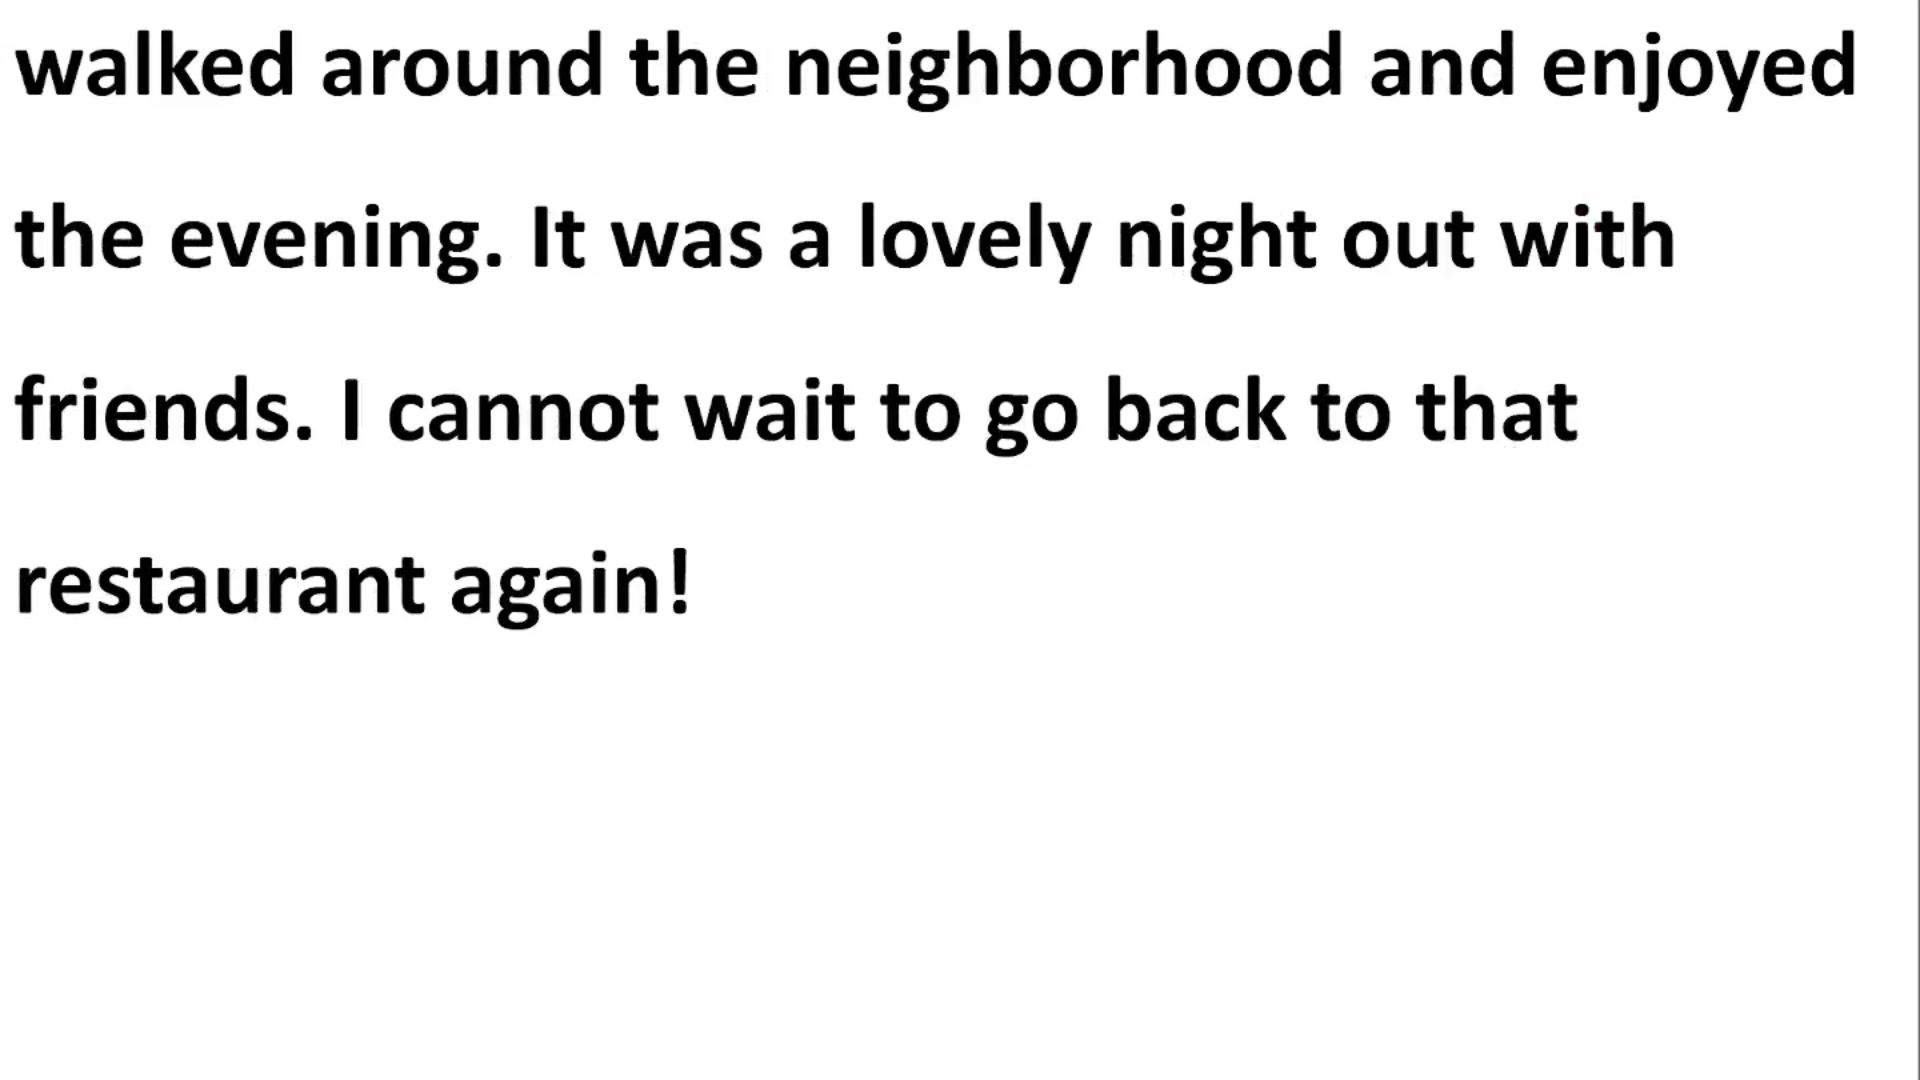 walked around the neighborhood and enjoyed
the evening. It was a lovely night out with
friends. I cannot wait to go back to that
restaurant again!